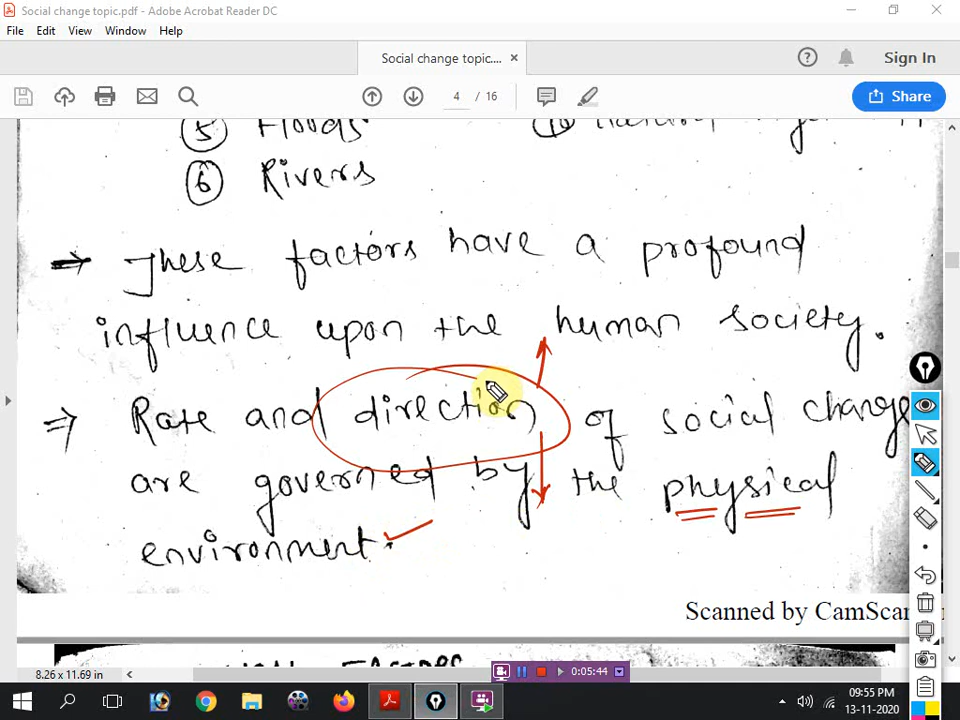 Social change topic.pdf - Adobe Acrobat Reader DC
File Edit View Window Help
Social change topic....
Sign In
4 / 16
Share
5 Floods
6 Rivers
These factors have a profound
influence upon the human society.
Rate and direction of social change
are governed by the physical
environment.
Scanned by CamScan
FACTORS
8.26 x 11.69 in
0:05:44
09:55 PM
13-11-2020